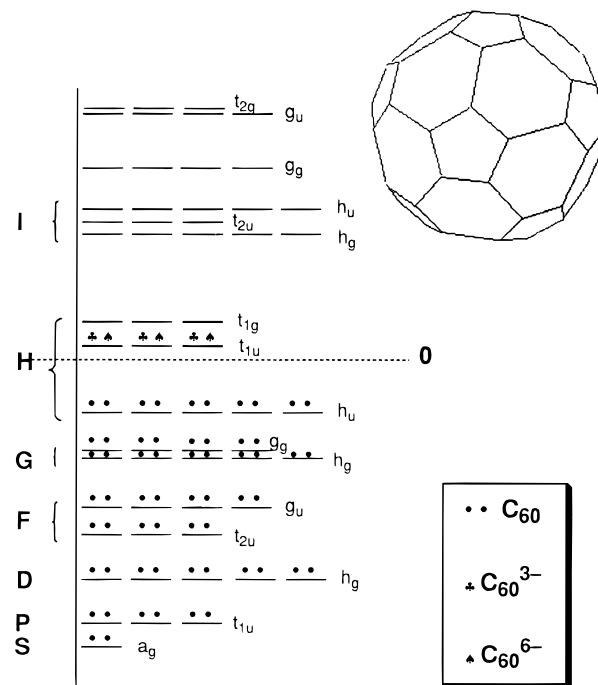 t2g
gu
gg
I
hu
t2u
hg
t1g
t1u
H
0
hu
gg
G
hg
F
gu
t2u
D
hg
P
t1u
S
ag
•• C60
♣ C60 3–
♠ C60 6–